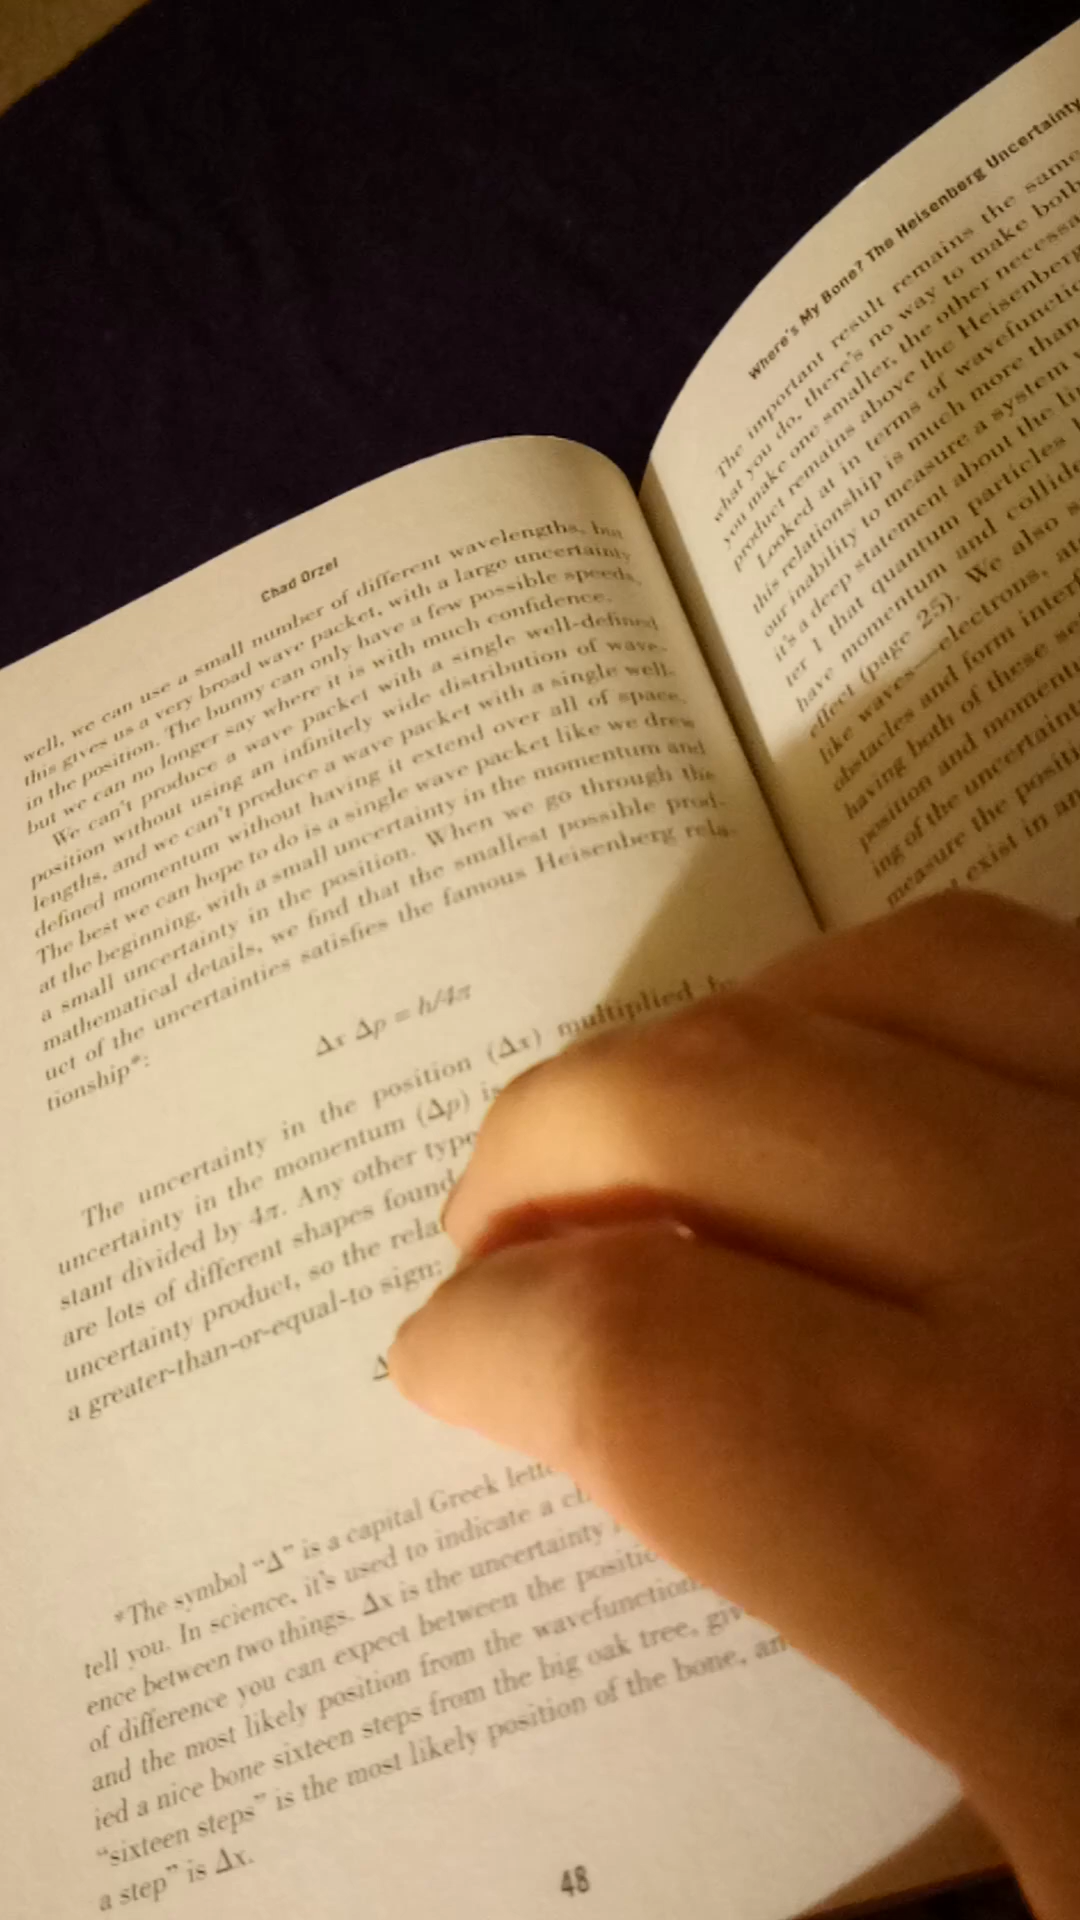 Chad Orzel
well, we can use a small number of different wavelengths, but
this gives us a very broad wave packet, with a large uncertainty
in the position. The bunny can only have a few possible speeds,
but we can no longer say where it is with much confidence.
We can't produce a wave packet with a single well-defined
position without using an infinitely wide distribution of wave-
lengths, and we can't produce a wave packet with a single well-
defined momentum without having it extend over all of space.
The best we can hope to do is a single wave packet like we drew
at the beginning, with a small uncertainty in the momentum and
a small uncertainty in the position. When we go through the
mathematical details, we find that the smallest possible prod-
uct of the uncertainties satisfies the famous Heisenberg rela-
tionship*:
Δx Δp = h/4π
The uncertainty in the position (Δx) multiplied
uncertainty in the momentum (Δp) is
stant divided by 4π. Any other
are lots of different shapes found
uncertainty product, so the
a greater-than-or-equal-to sign:
Δ
*The symbol "Δ" is a capital Greek
tell you. In science, it's used to indicate a
ence between two things. Δx is the uncertainty
of difference you can expect between the
and the most likely position from the
ied a nice bone sixteen steps from the big oak tree,
"sixteen steps" is the most likely position of the bone,
a step" is Δx.
48
Where's My Bone? The Heisenberg Uncertainty
The important result remains the same
what you do, there's no way to make both
you make one smaller, the other
product remains above the Heisenberg
Looked at in terms of
this relationship is much more than
our inability to measure a system
it's a deep statement about the
ter 1 that quantum particles
have momentum and
effect (page 25). We also
like waves—electrons,
obstacles and form
having both of these
position and
ing of the
measure the
exist in